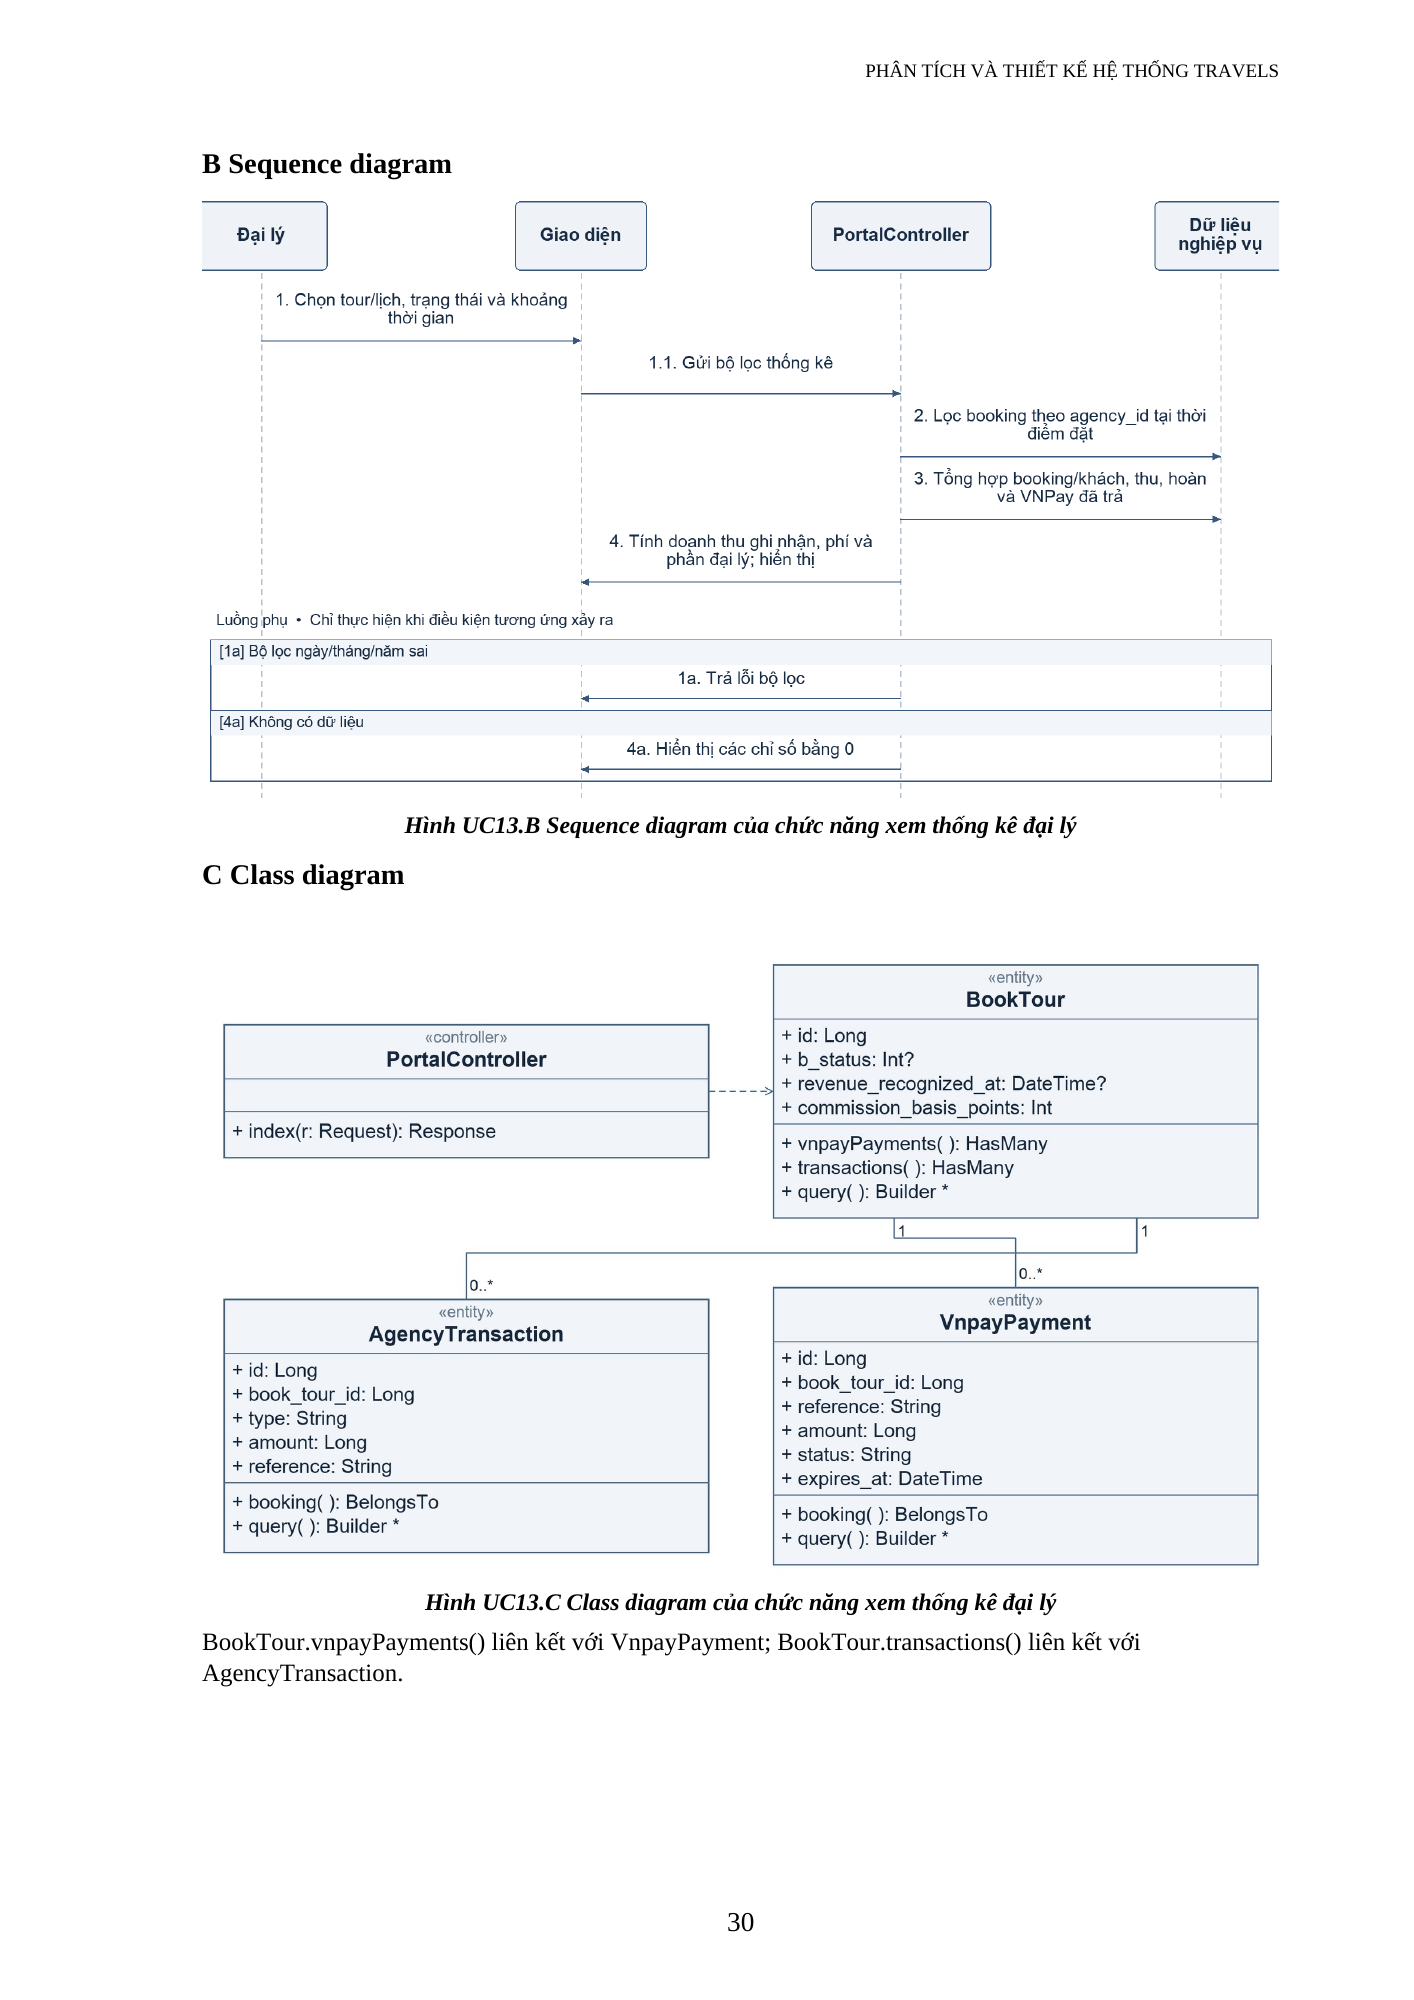 PHÂN TÍCH VÀ THIẾT KẾ HỆ THỐNG TRAVELS
B Sequence diagram
Đại lý
Giao diện
PortalController
Dữ liệu
nghiệp vụ
1. Chọn tour/lịch, trạng thái và khoảng
thời gian
1.1. Gửi bộ lọc thống kê
2. Lọc booking theo agency_id tại thời
điểm đặt
3. Tổng hợp booking/khách, thu, hoàn
và VNPay đã trả
4. Tính doanh thu ghi nhận, phí và
phần đại lý; hiển thị
Luồng phụ • Chỉ thực hiện khi điều kiện tương ứng xảy ra
[1a] Bộ lọc ngày/tháng/năm sai
1a. Trả lỗi bộ lọc
[4a] Không có dữ liệu
4a. Hiển thị các chỉ số bằng 0
Hình UC13.B Sequence diagram của chức năng xem thống kê đại lý
C Class diagram
«controller»
PortalController
+ index(r: Request): Response
«entity»
BookTour
+ id: Long
+ b_status: Int?
+ revenue_recognized_at: DateTime?
+ commission_basis_points: Int
+ vnpayPayments( ): HasMany
+ transactions( ): HasMany
+ query( ): Builder *
1
1
0..*
0..*
«entity»
AgencyTransaction
+ id: Long
+ book_tour_id: Long
+ type: String
+ amount: Long
+ reference: String
+ booking( ): BelongsTo
+ query( ): Builder *
«entity»
VnpayPayment
+ id: Long
+ book_tour_id: Long
+ reference: String
+ amount: Long
+ status: String
+ expires_at: DateTime
+ booking( ): BelongsTo
+ query( ): Builder *
Hình UC13.C Class diagram của chức năng xem thống kê đại lý
BookTour.vnpayPayments() liên kết với VnpayPayment; BookTour.transactions() liên kết với
AgencyTransaction.
30